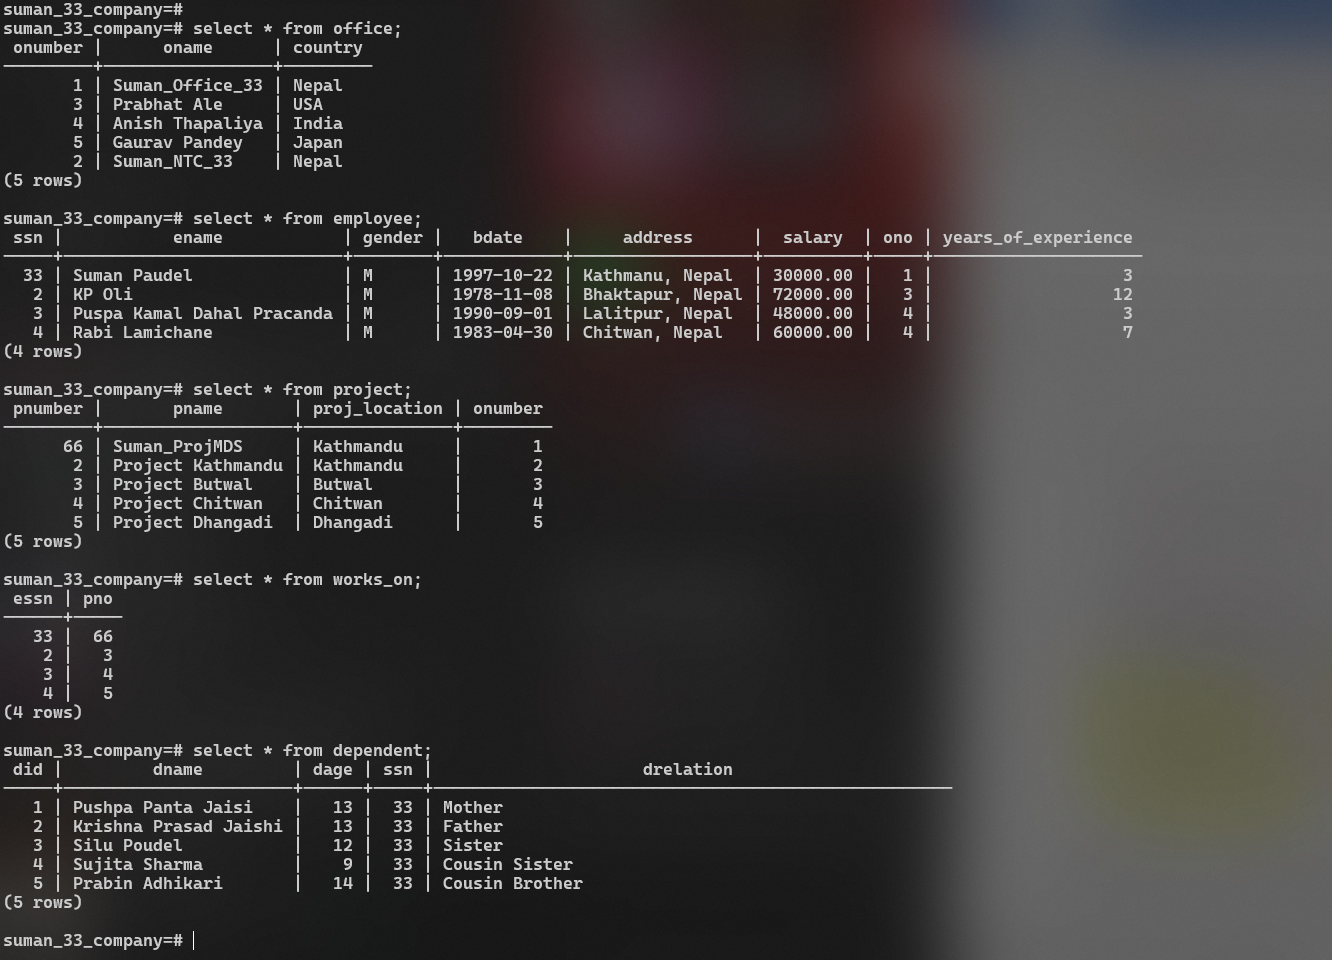 suman_33_company=#
suman_33_company=# select * from office;
 onumber |      oname      | country
---------+-----------------+---------
       1 | Suman_Office_33 | Nepal
       3 | Prabhat Ale     | USA
       4 | Anish Thapaliya | India
       5 | Gaurav Pandey   | Japan
       2 | Suman_NTC_33    | Nepal
(5 rows)

suman_33_company=# select * from employee;
 ssn |           ename            | gender |   bdate    |     address      |  salary  | ono | years_of_experience
-----+----------------------------+--------+------------+------------------+----------+-----+---------------------
  33 | Suman Paudel               | M      | 1997-10-22 | Kathmanu, Nepal  | 30000.00 |   1 |                   3
   2 | KP Oli                     | M      | 1978-11-08 | Bhaktapur, Nepal | 72000.00 |   3 |                  12
   3 | Puspa Kamal Dahal Pracanda | M      | 1990-09-01 | Lalitpur, Nepal  | 48000.00 |   4 |                   3
   4 | Rabi Lamichane             | M      | 1983-04-30 | Chitwan, Nepal   | 60000.00 |   4 |                   7
(4 rows)

suman_33_company=# select * from project;
 pnumber |       pname       | proj_location | onumber
---------+-------------------+---------------+---------
      66 | Suman_ProjMDS     | Kathmandu     |       1
       2 | Project Kathmandu | Kathmandu     |       2
       3 | Project Butwal    | Butwal        |       3
       4 | Project Chitwan   | Chitwan       |       4
       5 | Project Dhangadi  | Dhangadi      |       5
(5 rows)

suman_33_company=# select * from works_on;
 essn | pno
------+-----
   33 |  66
    2 |   3
    3 |   4
    4 |   5
(4 rows)

suman_33_company=# select * from dependent;
 did |         dname         | dage | ssn |                     drelation
-----+-----------------------+------+-----+----------------------------------------------------
   1 | Pushpa Panta Jaisi    |   13 |  33 | Mother
   2 | Krishna Prasad Jaishi |   13 |  33 | Father
   3 | Silu Poudel           |   12 |  33 | Sister
   4 | Sujita Sharma         |    9 |  33 | Cousin Sister
   5 | Prabin Adhikari       |   14 |  33 | Cousin Brother
(5 rows)

suman_33_company=#